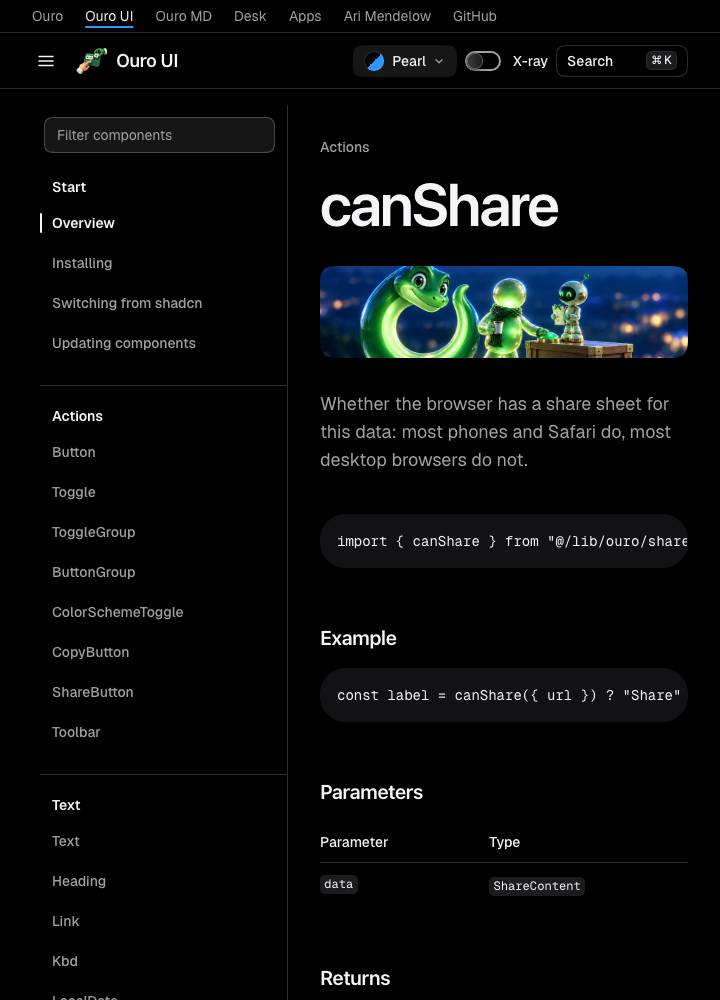 Ouro Ouro UI Ouro MD Desk Apps Ari Mendelow GitHub
Ouro UI Pearl X-ray Search ⌘ K
Filter components
Start
Overview
Installing
Switching from shadcn
Updating components
Actions
Button
Toggle
ToggleGroup
ButtonGroup
ColorSchemeToggle
CopyButton
ShareButton
Toolbar
Text
Text
Heading
Link
Kbd
LocalDate
Actions
canShare
Whether the browser has a share sheet for
this data: most phones and Safari do, most
desktop browsers do not.
import { canShare } from "@/lib/ouro/share
Example
const label = canShare({ url }) ? "Share"
Parameters
Parameter Type
data ShareContent
Returns